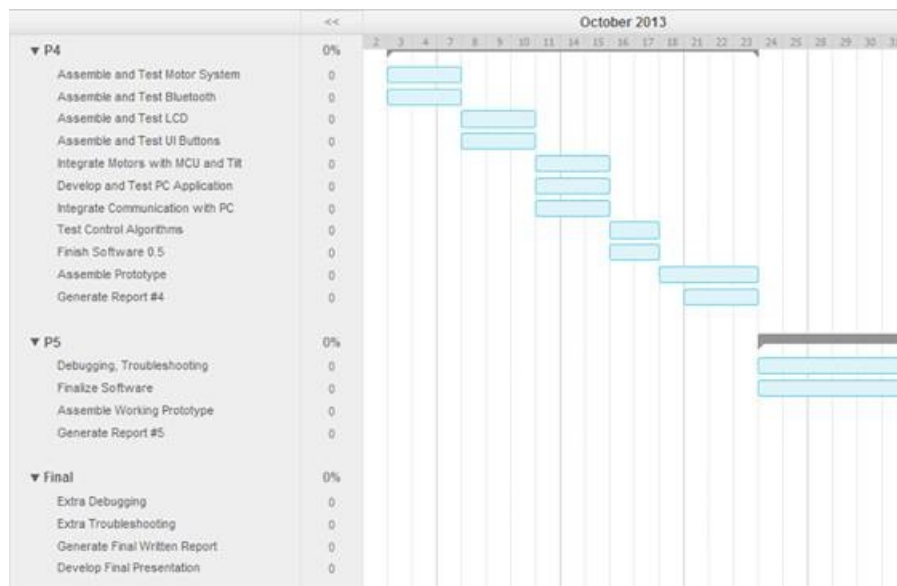 << October 2013
2 3 4 7 8 9 10 11 14 15 16 17 18 21 22 23 24 25 28 29 30
▼ P4 0%
Assemble and Test Motor System 0
Assemble and Test Bluetooth 0
Assemble and Test LCD 0
Assemble and Test UI Buttons 0
Integrate Motors with MCU and Tilt 0
Develop and Test PC Application 0
Integrate Communication with PC 0
Test Control Algorithms 0
Finish Software 0.5 0
Assemble Prototype 0
Generate Report #4 0
▼ P5 0%
Debugging, Troubleshooting 0
Finalize Software 0
Assemble Working Prototype 0
Generate Report #5 0
▼ Final 0%
Extra Debugging 0
Extra Troubleshooting 0
Generate Final Written Report 0
Develop Final Presentation 0